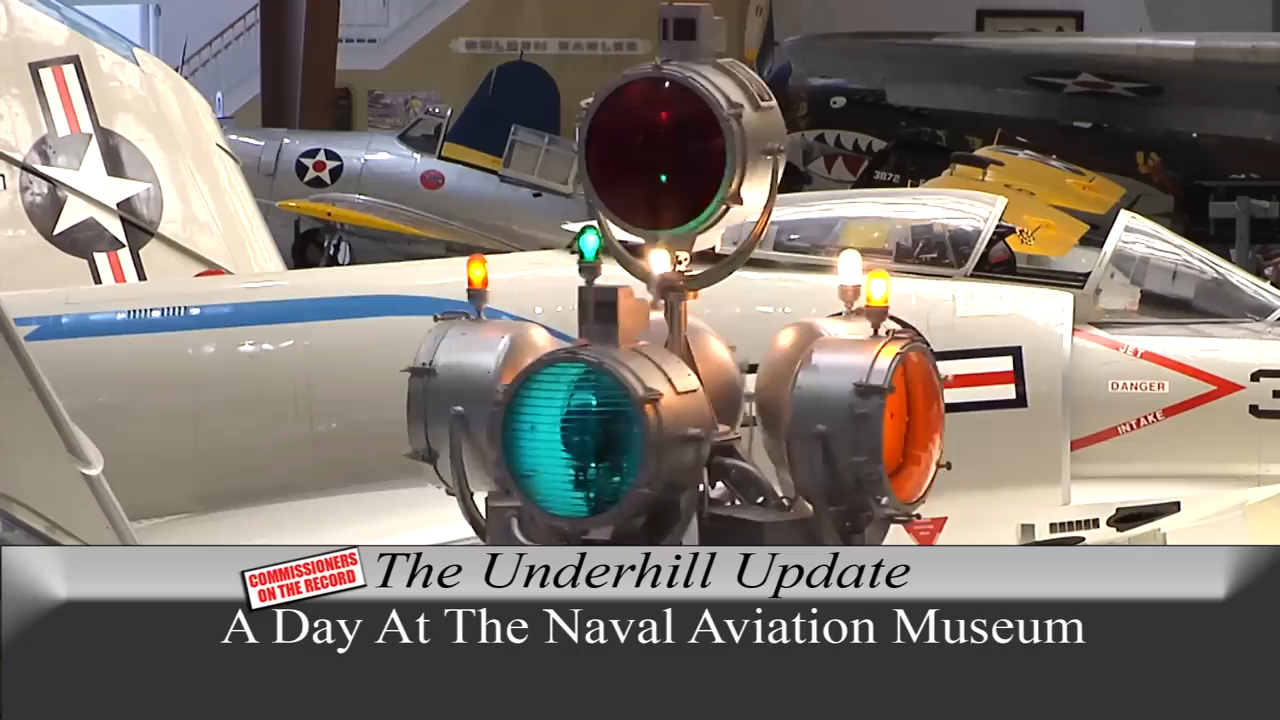 GOLDEN EAGLES
3872
JET
DANGER
INTAKE
3
COMMISSIONERS
ON THE RECORD
The Underhill Update
A Day At The Naval Aviation Museum